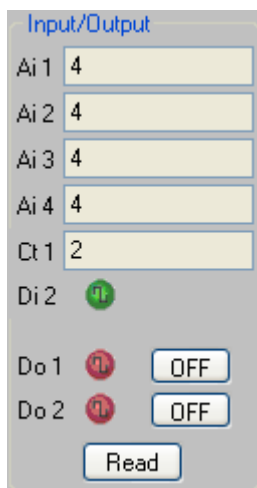 Input/Output
Ai 1 4
Ai 2 4
Ai 3 4
Ai 4 4
Ct 1 2
Di 2
Do 1 OFF
Do 2 OFF
Read